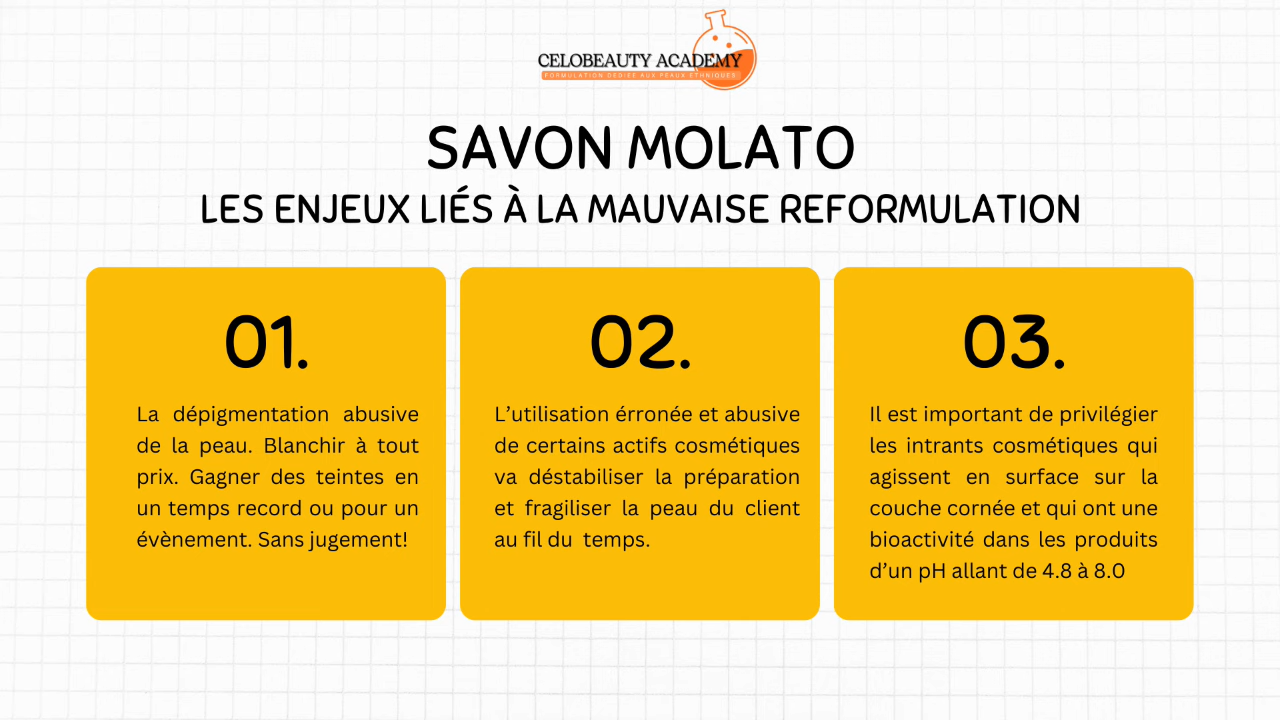 CELOBEAUTY ACADEMY
FORMULATION DÉDIÉE AUX PEAUX ETHNIQUES
SAVON MOLATO
LES ENJEUX LIÉS À LA MAUVAISE REFORMULATION
01.
La dépigmentation abusive
de la peau. Blanchir à tout
prix. Gagner des teintes en
un temps record ou pour un
évènement. Sans jugement!
02.
L’utilisation érronée et abusive
de certains actifs cosmétiques
va déstabiliser la préparation
et fragiliser la peau du client
au fil du temps.
03.
Il est important de privilégier
les intrants cosmétiques qui
agissent en surface sur la
couche cornée et qui ont une
bioactivité dans les produits
d’un pH allant de 4.8 à 8.0